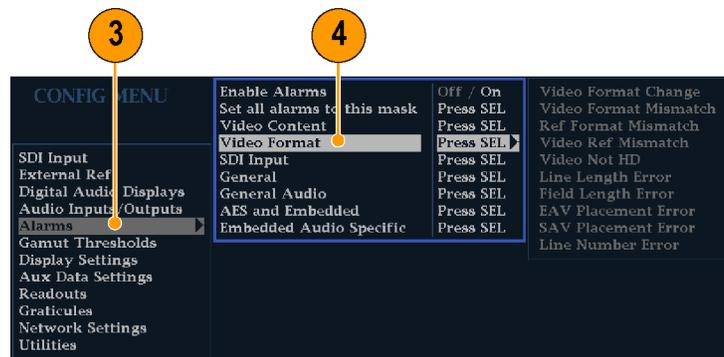 3
4
CONFIG MENU
SDI Input
External Ref
Digital Audio Displays
Audio Inputs/Outputs
Alarms
Gamut Thresholds
Display Settings
Aux Data Settings
Readouts
Graticules
Network Settings
Utilities
Enable Alarms Off / On
Set all alarms to this mask Press SEL
Video Content Press SEL
Video Format Press SEL
SDI Input Press SEL
General Press SEL
General Audio Press SEL
AES and Embedded Press SEL
Embedded Audio Specific Press SEL
Video Format Change
Video Format Mismatch
Ref Format Mismatch
Video Ref Mismatch
Video Not HD
Line Length Error
Field Length Error
EAV Placement Error
SAV Placement Error
Line Number Error